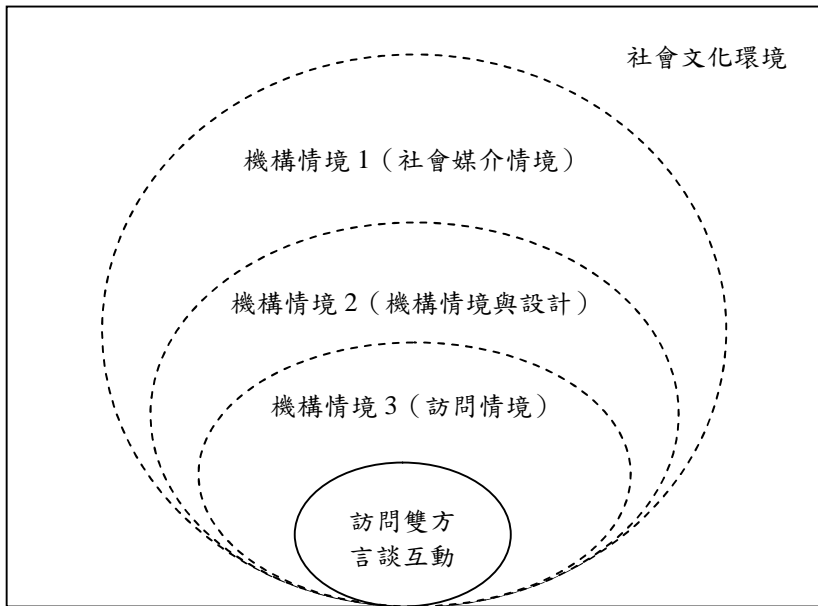 社會文化環境
機構情境 1（社會媒介情境）
機構情境 2（機構情境與設計）
機構情境 3（訪問情境）
訪問雙方
言談互動